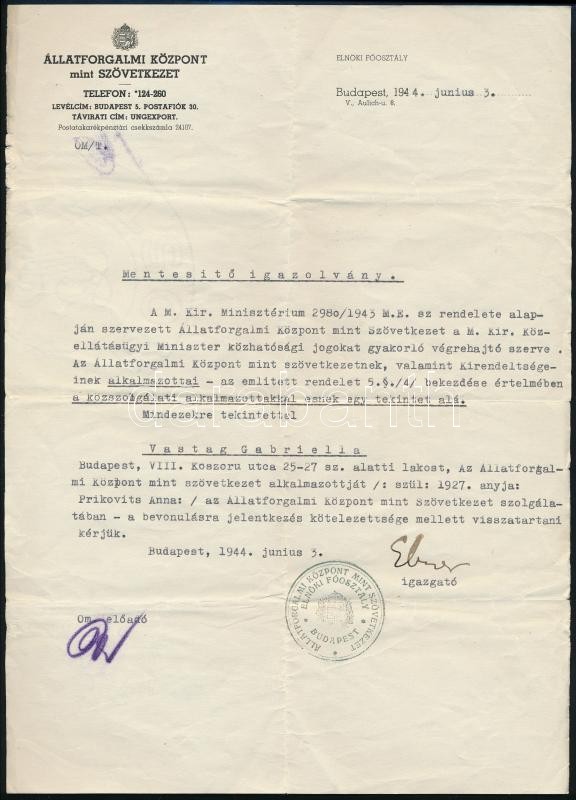 ÁLLATFORGALMI KÖZPONT
mint SZÖVETKEZET
TELEFON: *124-260
LEVÉLCÍM: BUDAPEST 5. POSTAFIÓK 30.
TÁVIRATI CÍM: UNGEXPORT.
Postatakarékpénztári csekkszámla 24107.
OM/T.
ELNÖKI FŐOSZTÁLY
Budapest, 1944. junius 3.
V., Aulich-u. 8.
Mentesitő igazolvány.
A M. Kir. Minisztérium 2980/1943 M.E. sz rendelete alap-
ján szervezett Állatforgalmi Központ mint Szövetkezet a M. Kir. Köz-
ellátásügyi Miniszter közhatósági jogokat gyakorló végrehajtó szerve.
Az Állatforgalmi Központ mint szövetkezetnek, valamint Kirendeltsége-
inek alkalmazottai - az emlitett rendelet 5.§./4/ bekezdése értelmében
a közszolgálati alkalmazottakkal esnek egy tekintet alá.
Mindezekre tekintettel
Vastag Gabriella
Budapest, VIII. Koszoru utca 25-27 sz. alatti lakost, Az Állatforgal-
mi Központ mint szövetkezet alkalmazottját /: szül: 1927. anyja:
Prikovits Anna: / az Állatforgalmi Központ mint Szövetkezet szolgála-
tában - a bevonulásra jelentkezés kötelezettsége mellett visszatartani
kérjük.
Budapest, 1944. junius 3.
Ebner
igazgató
ÁLLATFORGALMI KÖZPONT MINT SZÖVETKEZET
ELNÖKI FŐOSZTÁLY
BUDAPEST
Om. előadó
darabanth